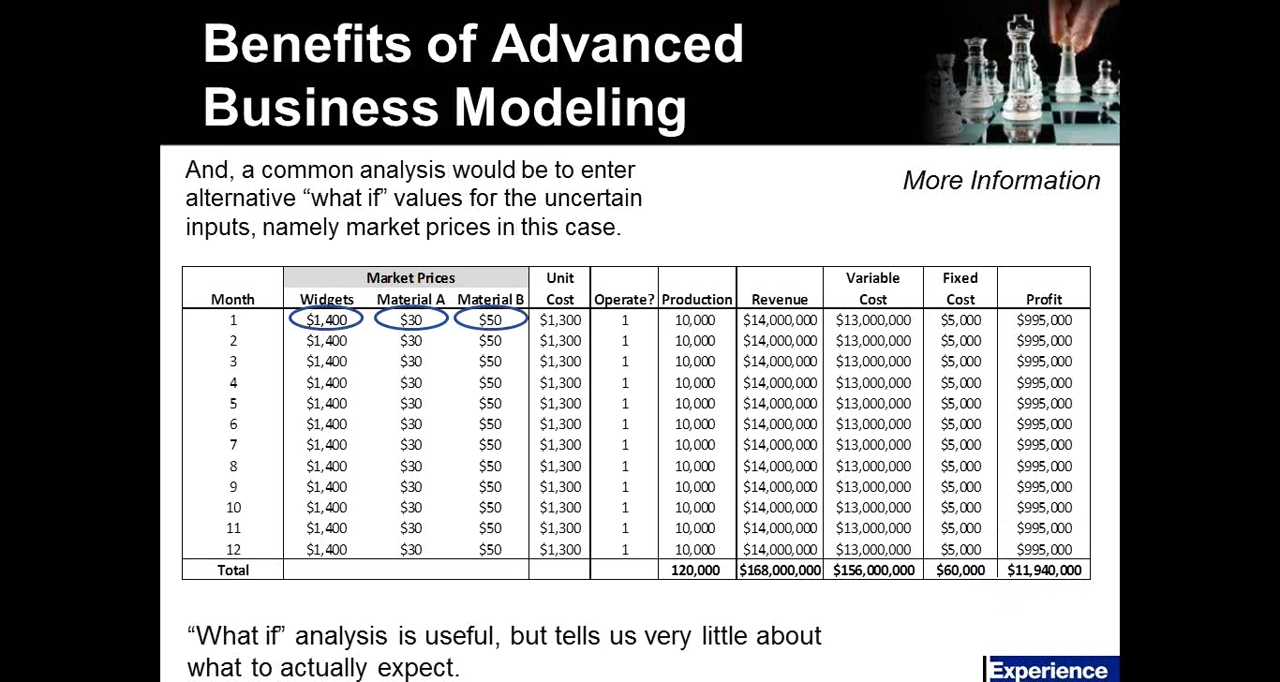 Benefits of Advanced
Business Modeling
And, a common analysis would be to enter
alternative “what if” values for the uncertain
inputs, namely market prices in this case.
More Information
Market Prices Unit Variable Fixed
Month Widgets Material A Material B Cost Operate? Production Revenue Cost Cost Profit
1 $1,400 $30 $50 $1,300 1 10,000 $14,000,000 $13,000,000 $5,000 $995,000
2 $1,400 $30 $50 $1,300 1 10,000 $14,000,000 $13,000,000 $5,000 $995,000
3 $1,400 $30 $50 $1,300 1 10,000 $14,000,000 $13,000,000 $5,000 $995,000
4 $1,400 $30 $50 $1,300 1 10,000 $14,000,000 $13,000,000 $5,000 $995,000
5 $1,400 $30 $50 $1,300 1 10,000 $14,000,000 $13,000,000 $5,000 $995,000
6 $1,400 $30 $50 $1,300 1 10,000 $14,000,000 $13,000,000 $5,000 $995,000
7 $1,400 $30 $50 $1,300 1 10,000 $14,000,000 $13,000,000 $5,000 $995,000
8 $1,400 $30 $50 $1,300 1 10,000 $14,000,000 $13,000,000 $5,000 $995,000
9 $1,400 $30 $50 $1,300 1 10,000 $14,000,000 $13,000,000 $5,000 $995,000
10 $1,400 $30 $50 $1,300 1 10,000 $14,000,000 $13,000,000 $5,000 $995,000
11 $1,400 $30 $50 $1,300 1 10,000 $14,000,000 $13,000,000 $5,000 $995,000
12 $1,400 $30 $50 $1,300 1 10,000 $14,000,000 $13,000,000 $5,000 $995,000
Total 120,000 $168,000,000 $156,000,000 $60,000 $11,940,000
“What if” analysis is useful, but tells us very little about
what to actually expect.
Experience